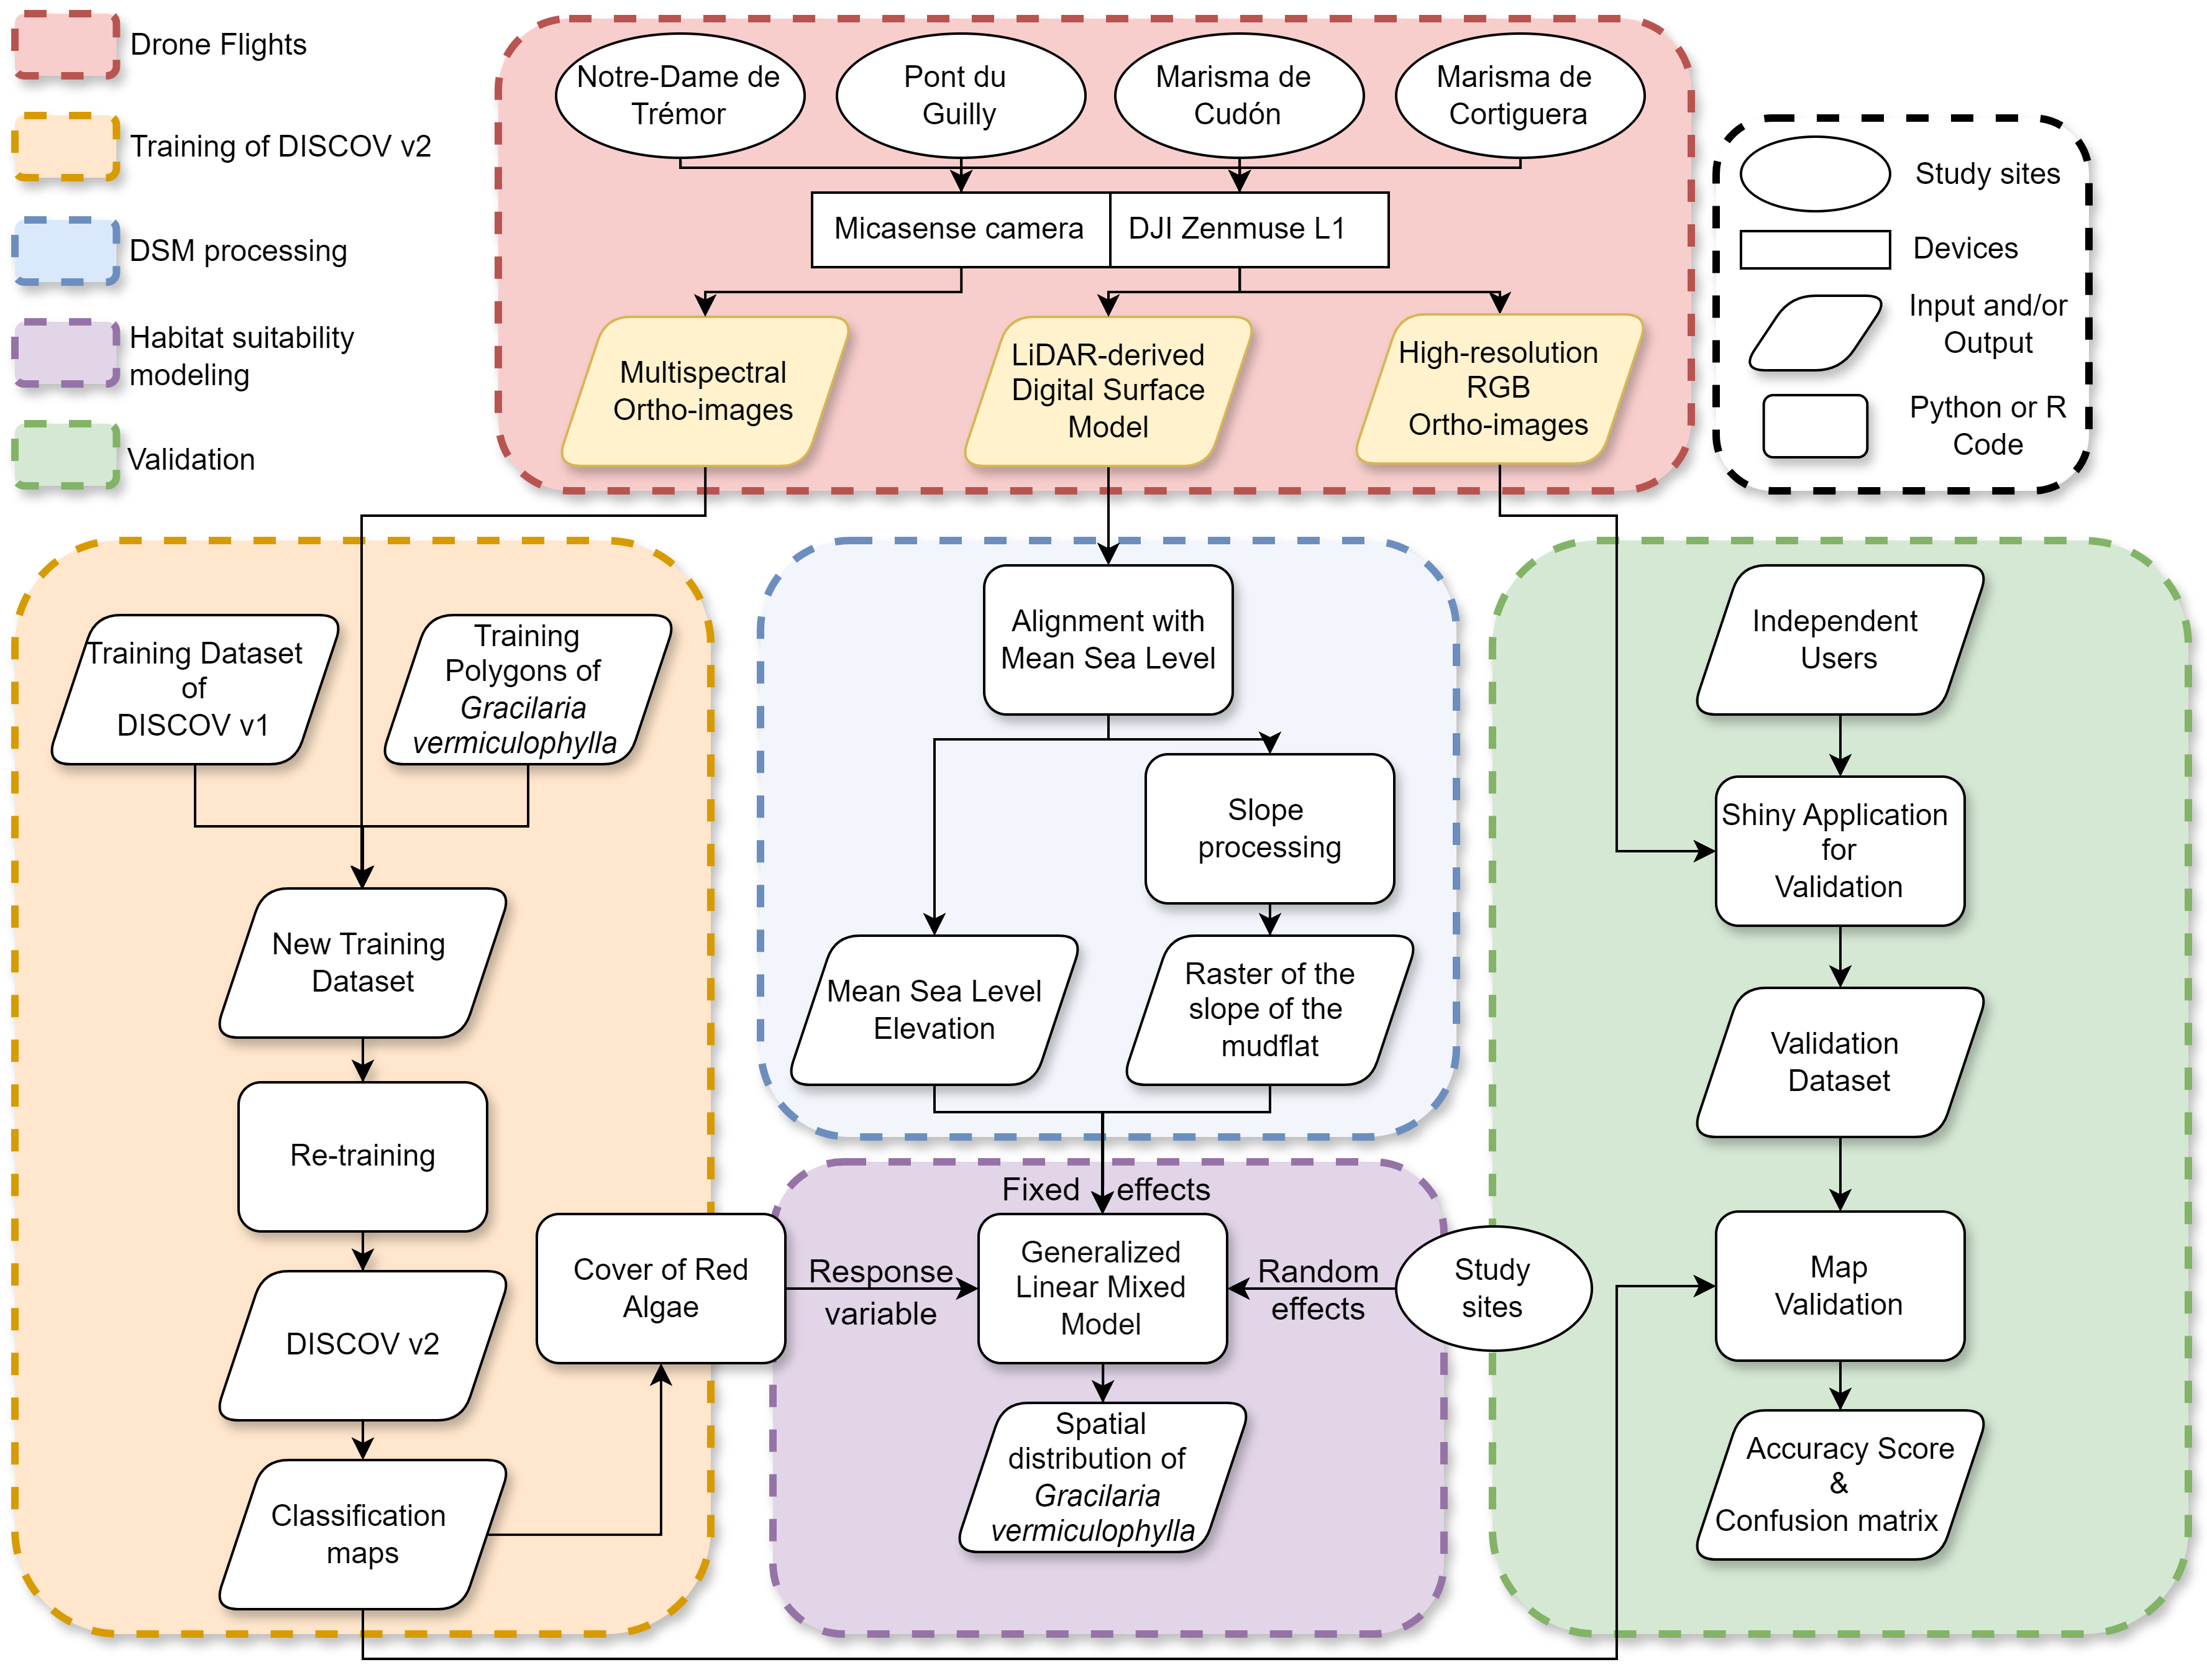 Drone Flights
Training of DISCOV v2
DSM processing
Habitat suitability
modeling
Validation
Notre-Dame de
Trémor
Pont du
Guilly
Marisma de
Cudón
Marisma de
Cortiguera
Micasense camera
DJI Zenmuse L1
Multispectral
Ortho-images
LiDAR-derived
Digital Surface
Model
High-resolution
RGB
Ortho-images
Study sites
Devices
Input and/or
Output
Python or R
Code
Training Dataset
of
DISCOV v1
Training
Polygons of
Gracilaria
vermiculophylla
New Training
Dataset
Re-training
DISCOV v2
Classification
maps
Cover of Red
Algae
Alignment with
Mean Sea Level
Slope
processing
Mean Sea Level
Elevation
Raster of the
slope of the
mudflat
Fixed effects
Response
variable
Generalized
Linear Mixed
Model
Random
effects
Study
sites
Spatial
distribution of
Gracilaria
vermiculophylla
Independent
Users
Shiny Application
for
Validation
Validation
Dataset
Map
Validation
Accuracy Score
&
Confusion matrix